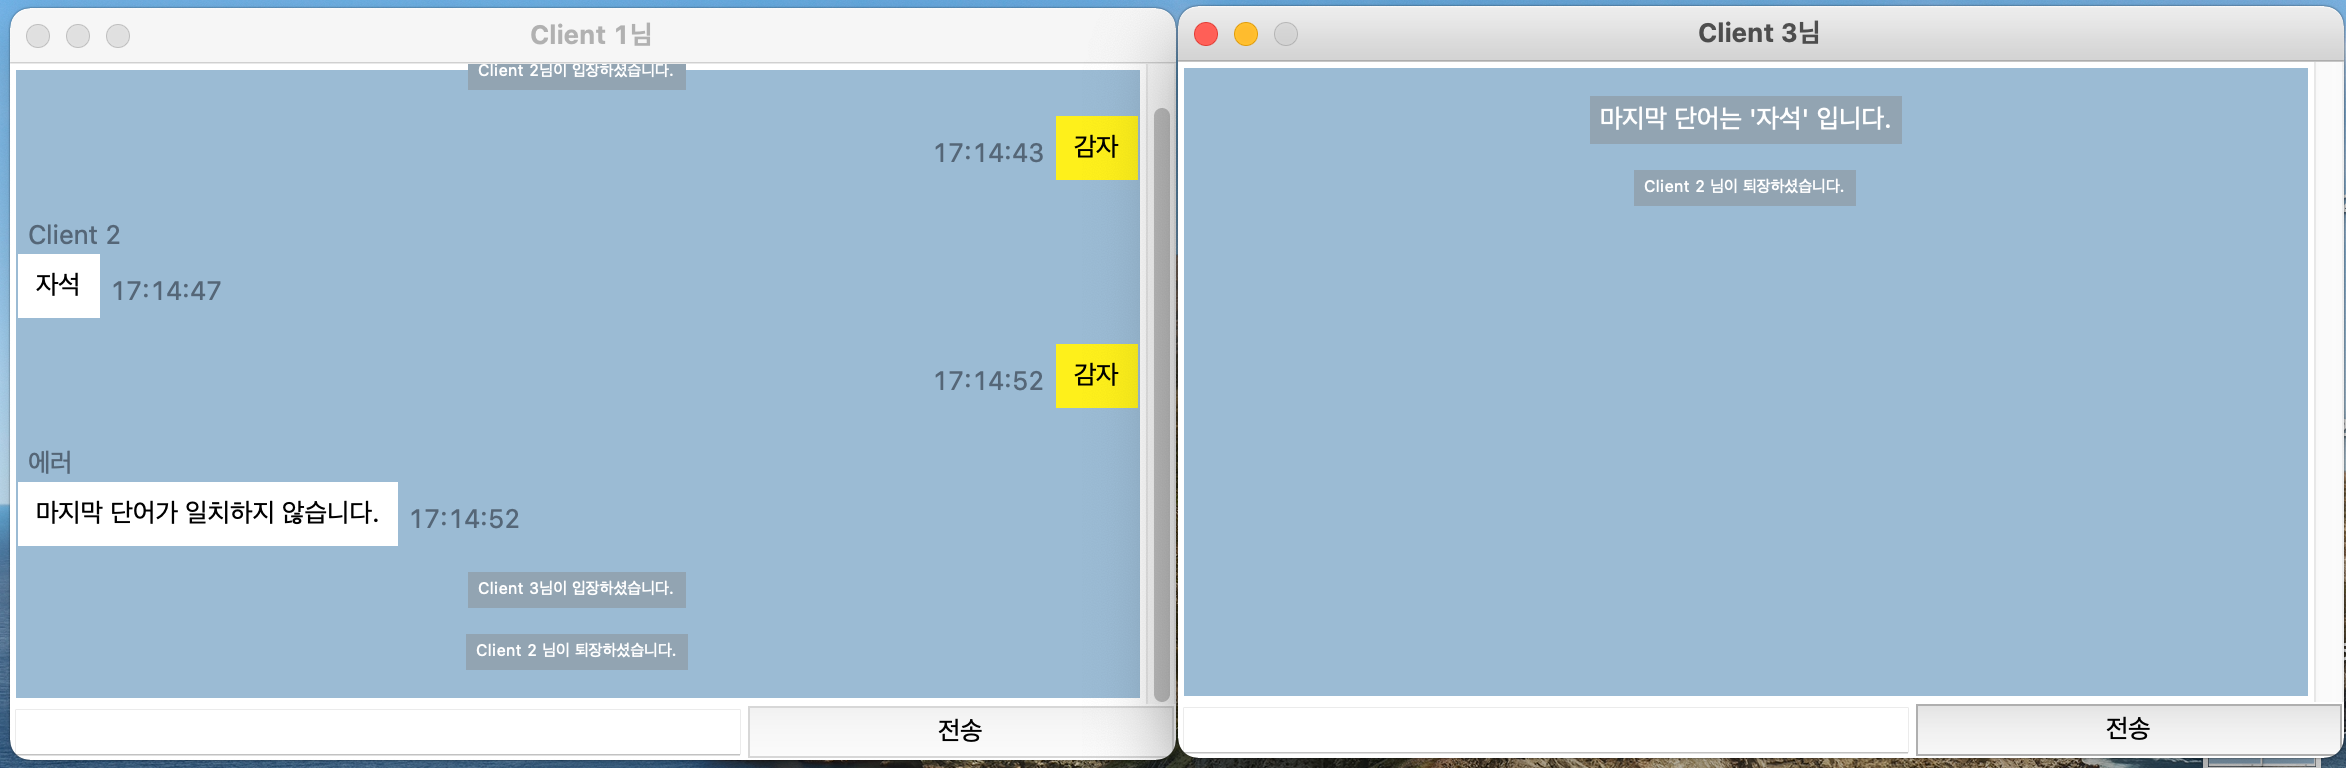 Client 1님
Client 2님이 입장하셨습니다.
17:14:43 감자
Client 2
자석 17:14:47
17:14:52 감자
에러
마지막 단어가 일치하지 않습니다. 17:14:52
Client 3님이 입장하셨습니다.
Client 2 님이 퇴장하셨습니다.
전송
Client 3님
마지막 단어는 '자석' 입니다.
Client 2 님이 퇴장하셨습니다.
전송